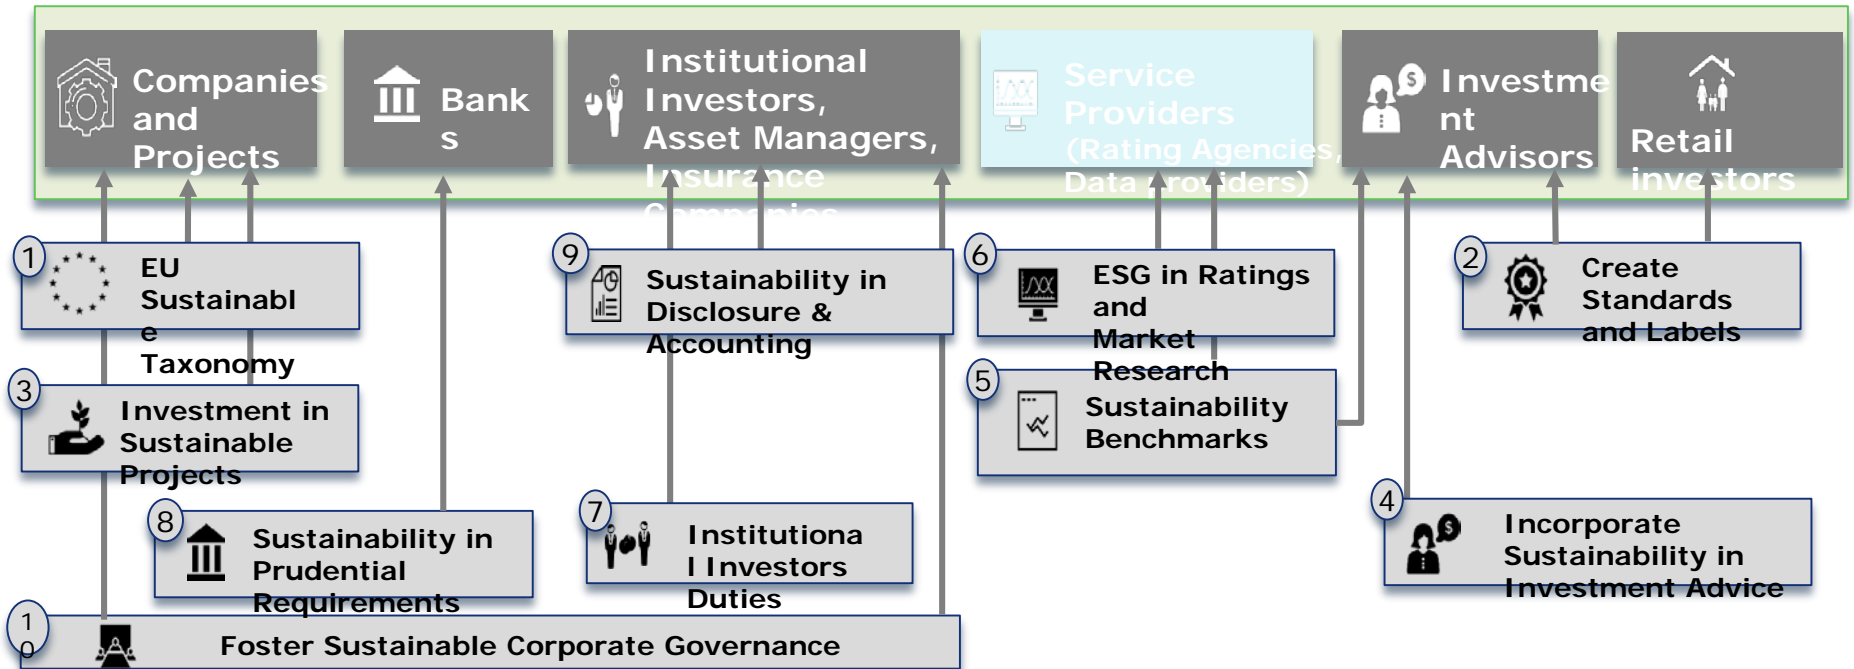 Companies
and
Projects
Bank
s
Institutional
Investors,
Asset Managers,
Insurance
Companies
Service
Providers
(Rating Agencies,
Data providers)
$
Investme
nt
Advisors
Retail
investors
1
EU
Sustainabl
e
Taxonomy
9
Sustainability in
Disclosure &
Accounting
6
ESG in Ratings
and
Market
Research
2
Create
Standards
and Labels
3
Investment in
Sustainable
Projects
5
Sustainability
Benchmarks
8
Sustainability in
Prudential
Requirements
7
Institutiona
l Investors
Duties
4
$
Incorporate
Sustainability in
Investment Advice
1
0
Foster Sustainable Corporate Governance